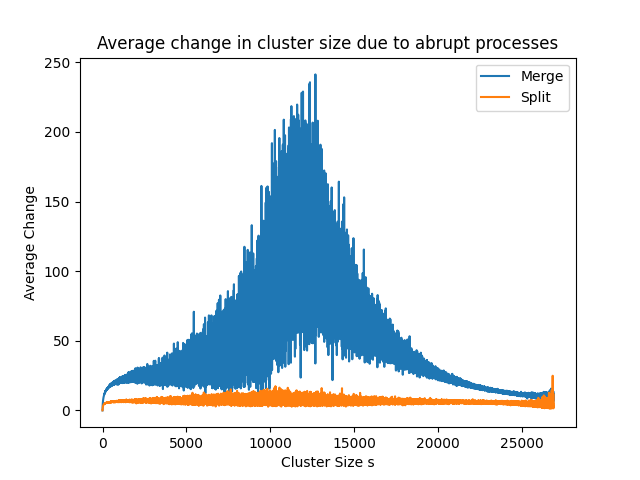 Average change in cluster size due to abrupt processes
Merge
Split
250
200
150
100
50
0
Average Change
0 5000 10000 15000 20000 25000
Cluster Size s